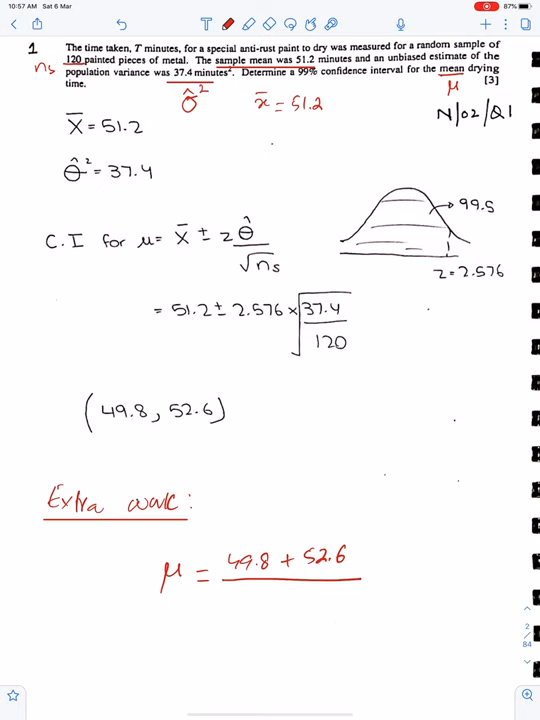 10:57 AM Sat 6 Mar
87%
1 The time taken, T minutes, for a special anti-rust paint to dry was measured for a random sample of
120 painted pieces of metal. The sample mean was 51.2 minutes and an unbiased estimate of the
ns population variance was 37.4 minutes². Determine a 99% confidence interval for the mean drying
time. [3]
σ̂² x̄ = 51.2 μ
N/02/Q1
X̄ = 51.2
σ̂² = 37.4
99.5
C.I for μ = X̄ ± z σ̂
√ns
z = 2.576
= 51.2 ± 2.576 × √37.4
120
(49.8, 52.6)
Extra work:
μ = 49.8 + 52.6
2
/
84